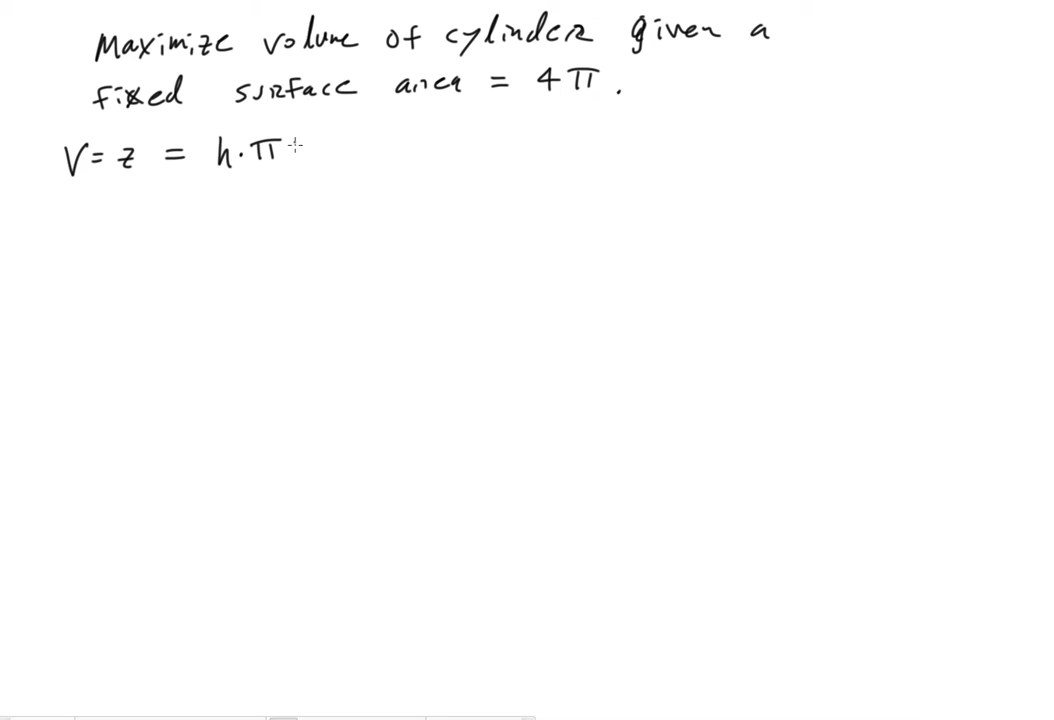 Maximize volume of cylinder given a
fixed surface area = 4π.
V = z = h·π